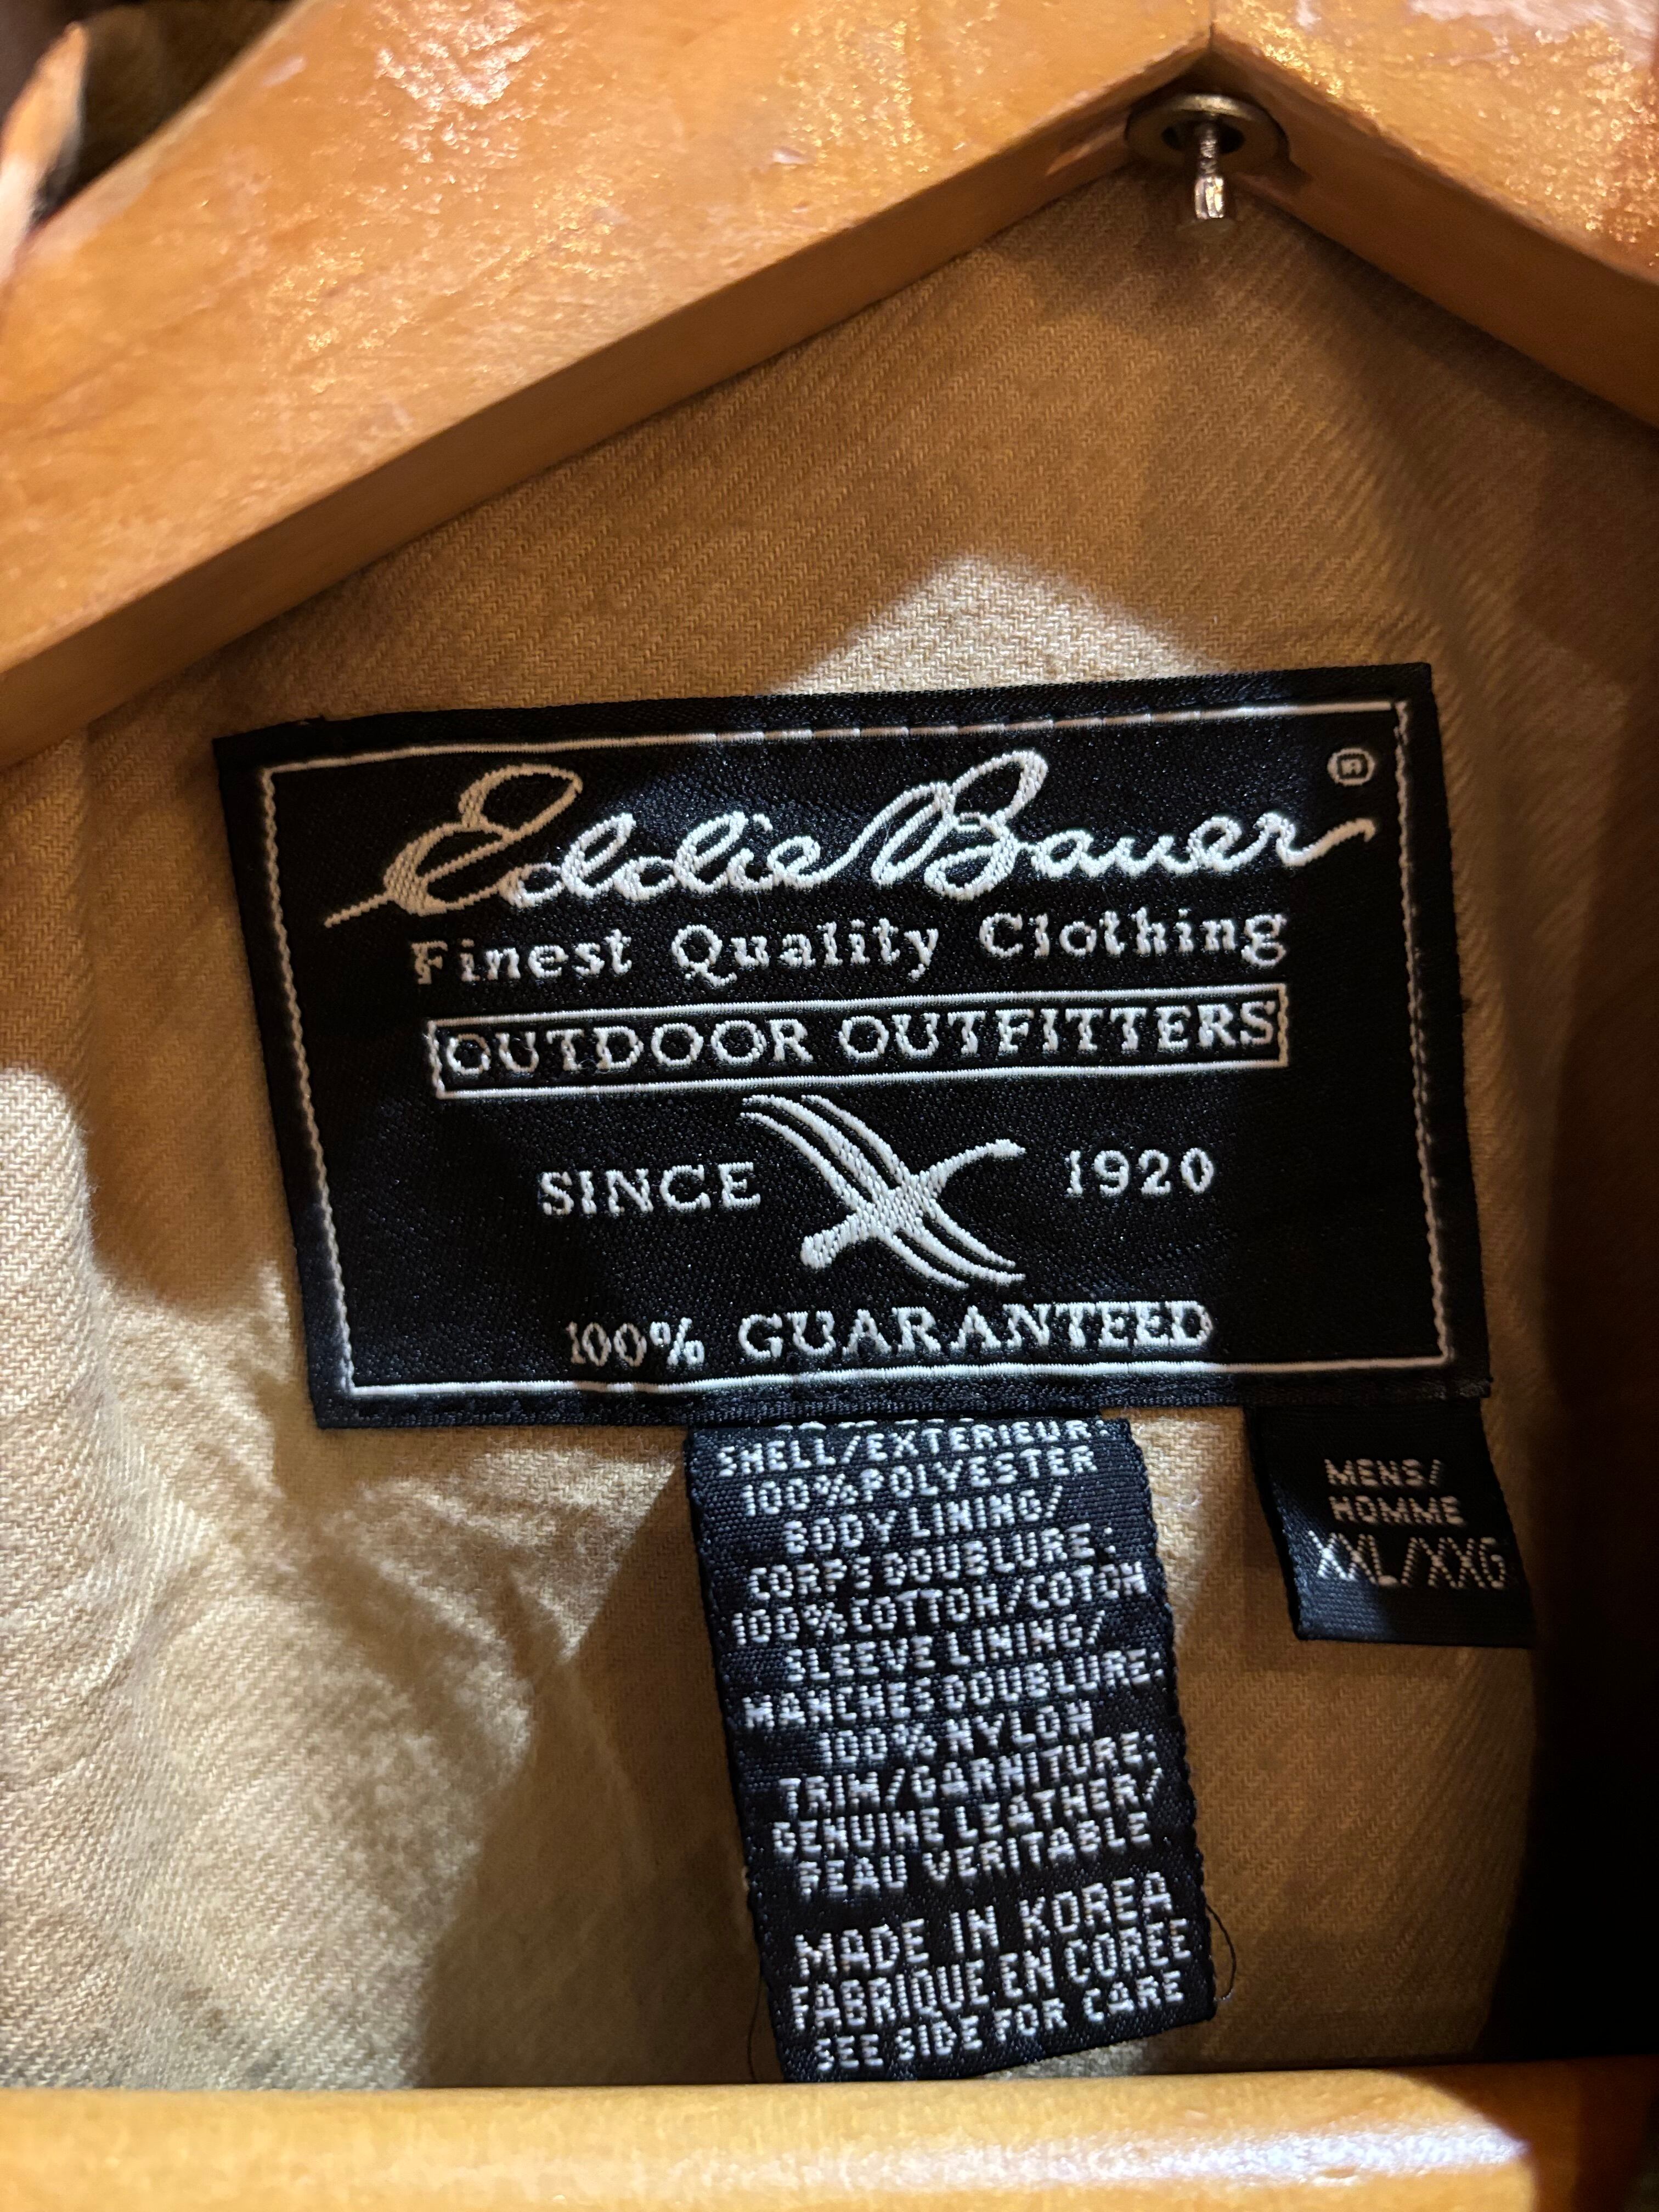 Eddie Bauer ®
Finest Quality Clothing
OUTDOOR OUTFITTERS
SINCE 1920
100% GUARANTEED
SHELL/EXTERIEUR
100%POLYESTER
BODY LINING/
CORPS DOUBLURE:
100%COTTON/COTON
SLEEVE LINING/
MANCHES DOUBLURE:
100% NYLON
TRIM/GARNITURE:
GENUINE LEATHER/
PEAU VERITABLE
MADE IN KOREA
FABRIQUE EN COREE
SEE SIDE FOR CARE
MENS/
HOMME
XXL/XXG